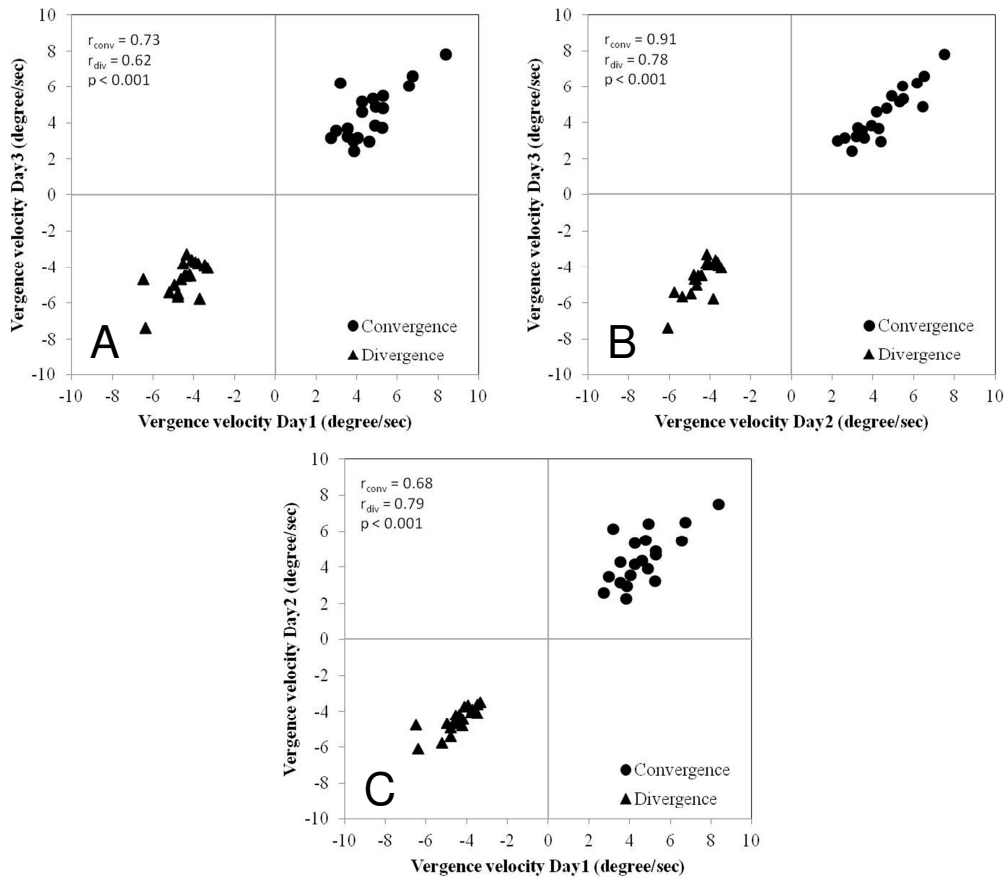 10
8
6
4
2
0
-2
-4
-6
-8
-10
Vergence velocity Day3 (degree/sec)
rconv = 0.73
rdiv = 0.62
p < 0.001
A
Convergence
Divergence
-10 -8 -6 -4 -2 0 2 4 6 8 10
Vergence velocity Day1 (degree/sec)
10
8
6
4
2
0
-2
-4
-6
-8
-10
Vergence velocity Day3 (degree/sec)
rconv = 0.91
rdiv = 0.78
p < 0.001
B
Convergence
Divergence
-10 -8 -6 -4 -2 0 2 4 6 8 10
Vergence velocity Day2 (degree/sec)
10
8
6
4
2
0
-2
-4
-6
-8
-10
Vergence velocity Day2 (degree/sec)
rconv = 0.68
rdiv = 0.79
p < 0.001
C
Convergence
Divergence
-10 -8 -6 -4 -2 0 2 4 6 8 10
Vergence velocity Day1 (degree/sec)